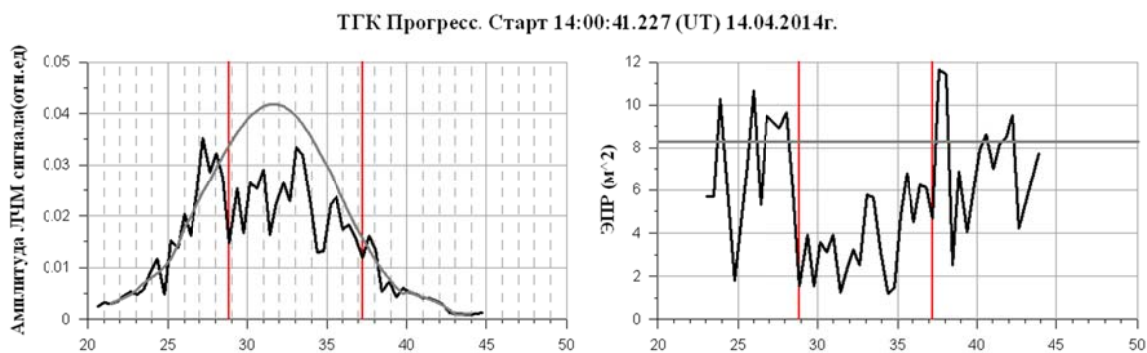 ТГК Прогресс. Старт 14:00:41.227 (UT) 14.04.2014г.
Амплитуда ЛЧМ сигнала(отн.ед)
0.05
0.04
0.03
0.02
0.01
0
20 25 30 35 40 45 50
ЭПР (м^2)
12
10
8
6
4
2
0
20 25 30 35 40 45 50